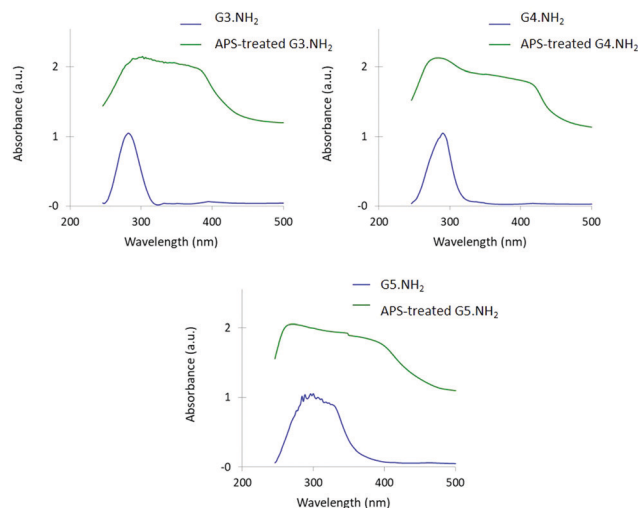 G3.NH2
APS-treated G3.NH2
Absorbance (a.u.)
2
1
-0
200 300 400 500
Wavelength (nm)
G4.NH2
APS-treated G4.NH2
Absorbance (a.u.)
2
1
-0
200 300 400 500
Wavelength (nm)
G5.NH2
APS-treated G5.NH2
Absorbance (a.u.)
2
1
-0
200 300 400 500
Wavelength (nm)